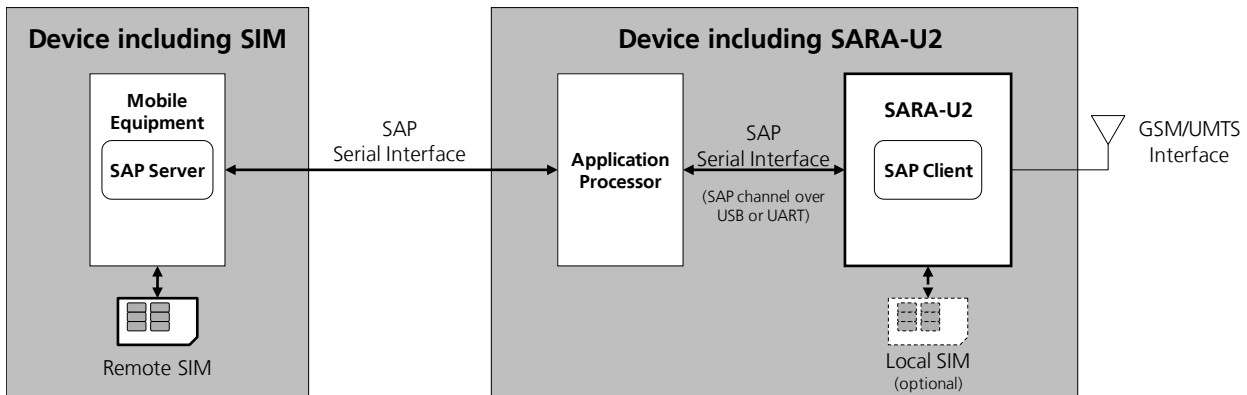 Device including SIM
Mobile
Equipment
SAP Server
Remote SIM
SAP
Serial Interface
Device including SARA-U2
Application
Processor
SAP
Serial Interface
(SAP channel over
USB or UART)
SARA-U2
SAP Client
Local SIM
(optional)
GSM/UMTS
Interface